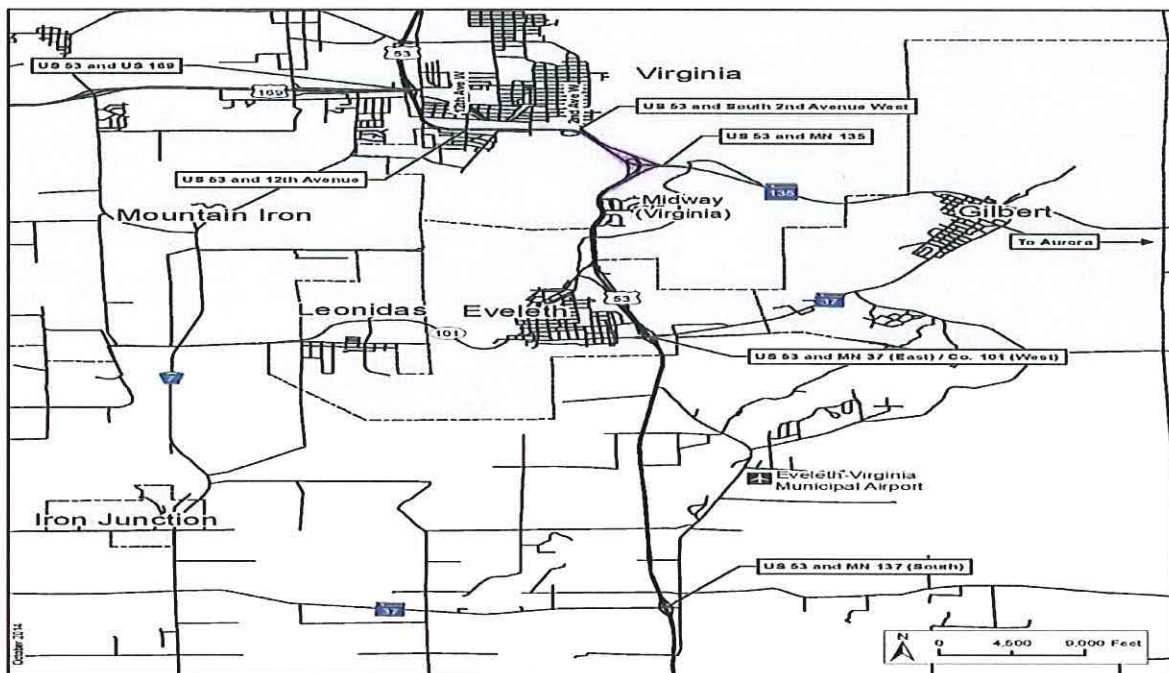 53
US 53 and US 169
169
12th Ave W
2nd Ave W
Virginia
US 53 and South 2nd Avenue West
US 53 and MN 135
US 53 and 12th Avenue
135
Midway
(Virginia)
Mountain Iron
Gilbert
To Aurora
53
37
Leonidas
Eveleth
101
US 53 and MN 37 (East) / Co. 101 (West)
7
Eveleth-Virginia
Municipal Airport
Iron Junction
US 53 and MN 137 (South)
37
October 2014
N
0 4,500 9,000 Feet